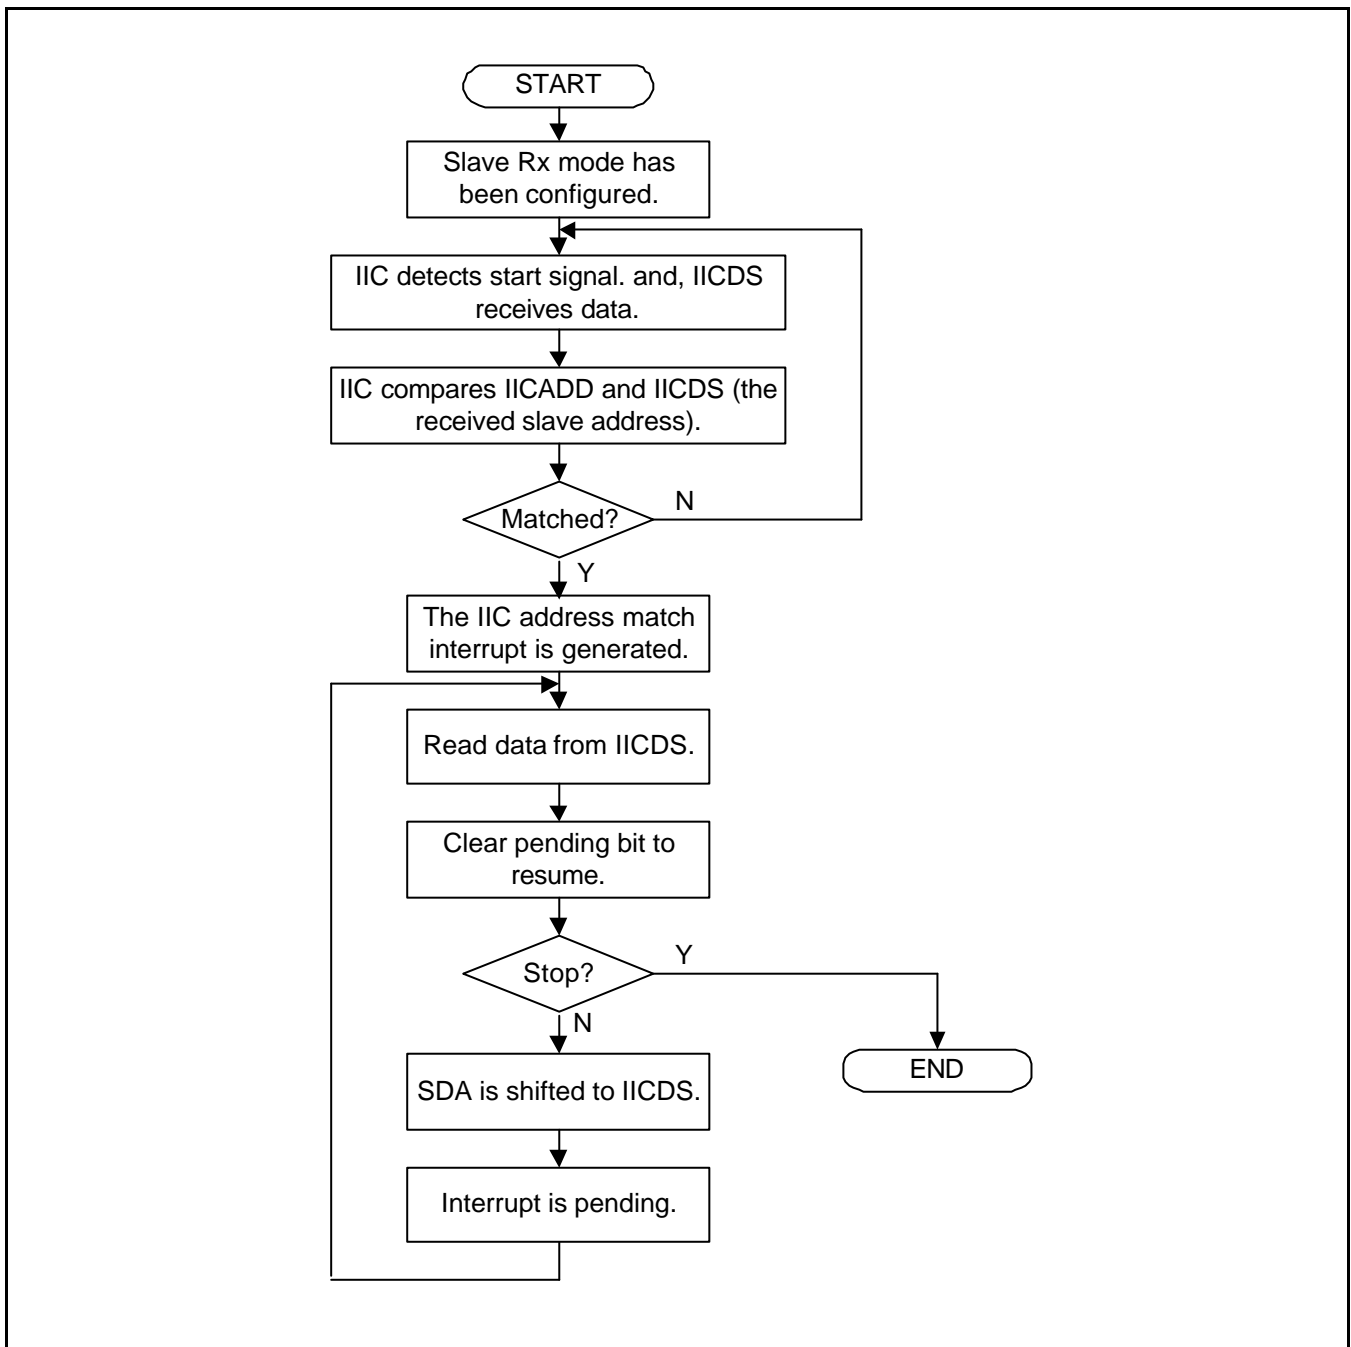 START
Slave Rx mode has
been configured.
IIC detects start signal. and, IICDS
receives data.
IIC compares IICADD and IICDS (the
received slave address).
Matched?
N
Y
The IIC address match
interrupt is generated.
Read data from IICDS.
Clear pending bit to
resume.
Stop?
Y
N
SDA is shifted to IICDS.
END
Interrupt is pending.